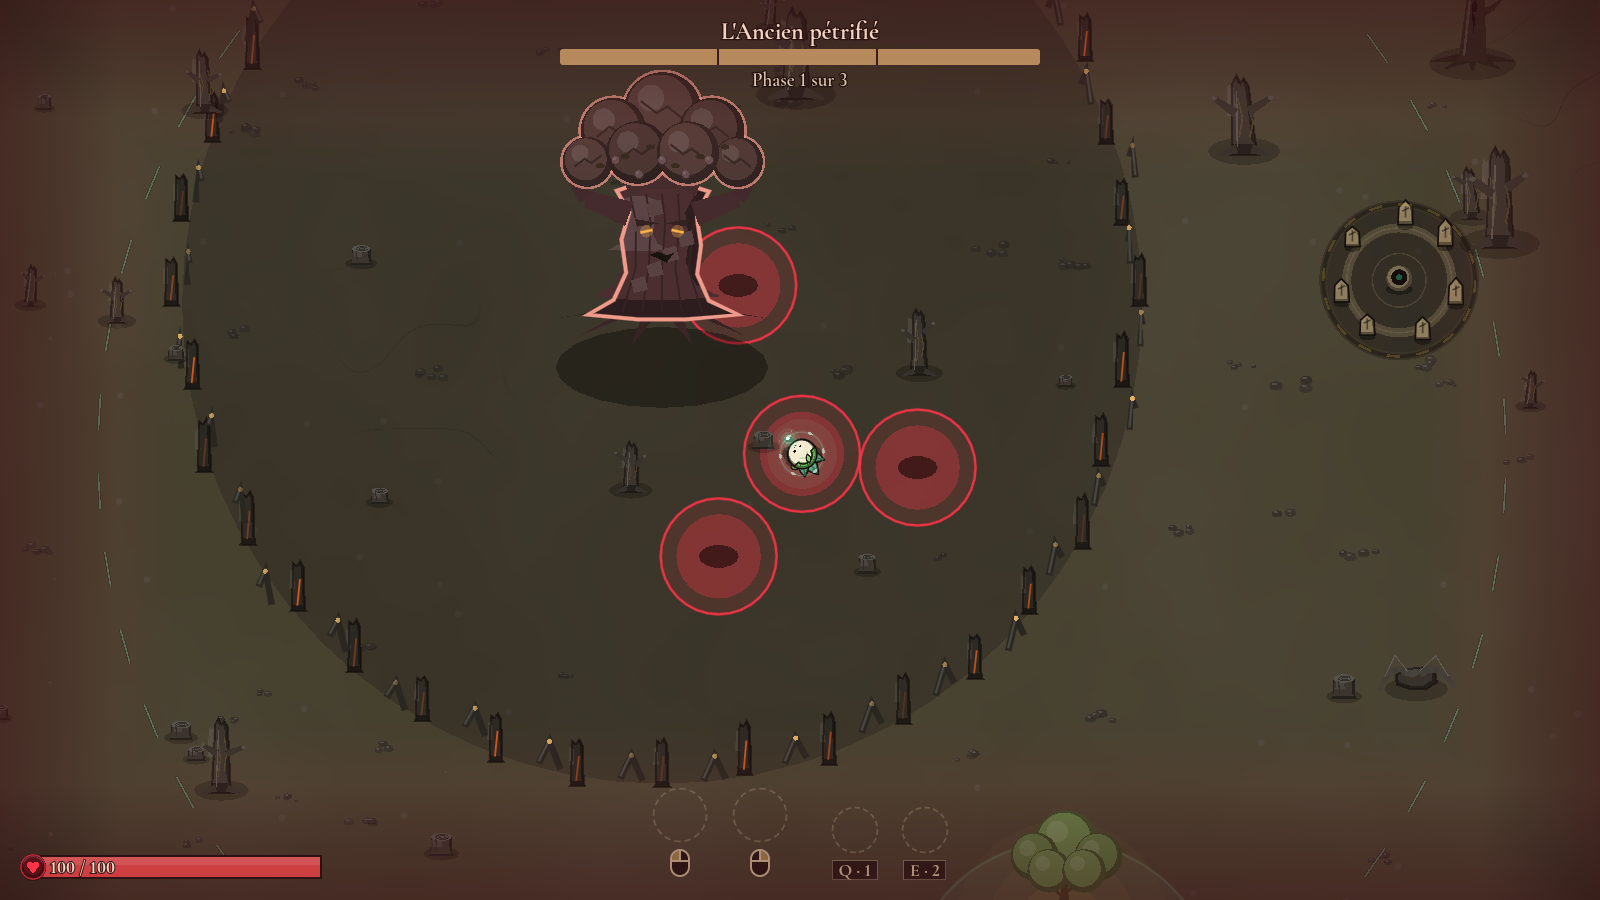 L'Ancien pétrifié
Phase 1 sur 3
100 / 100
Q · 1
E · 2